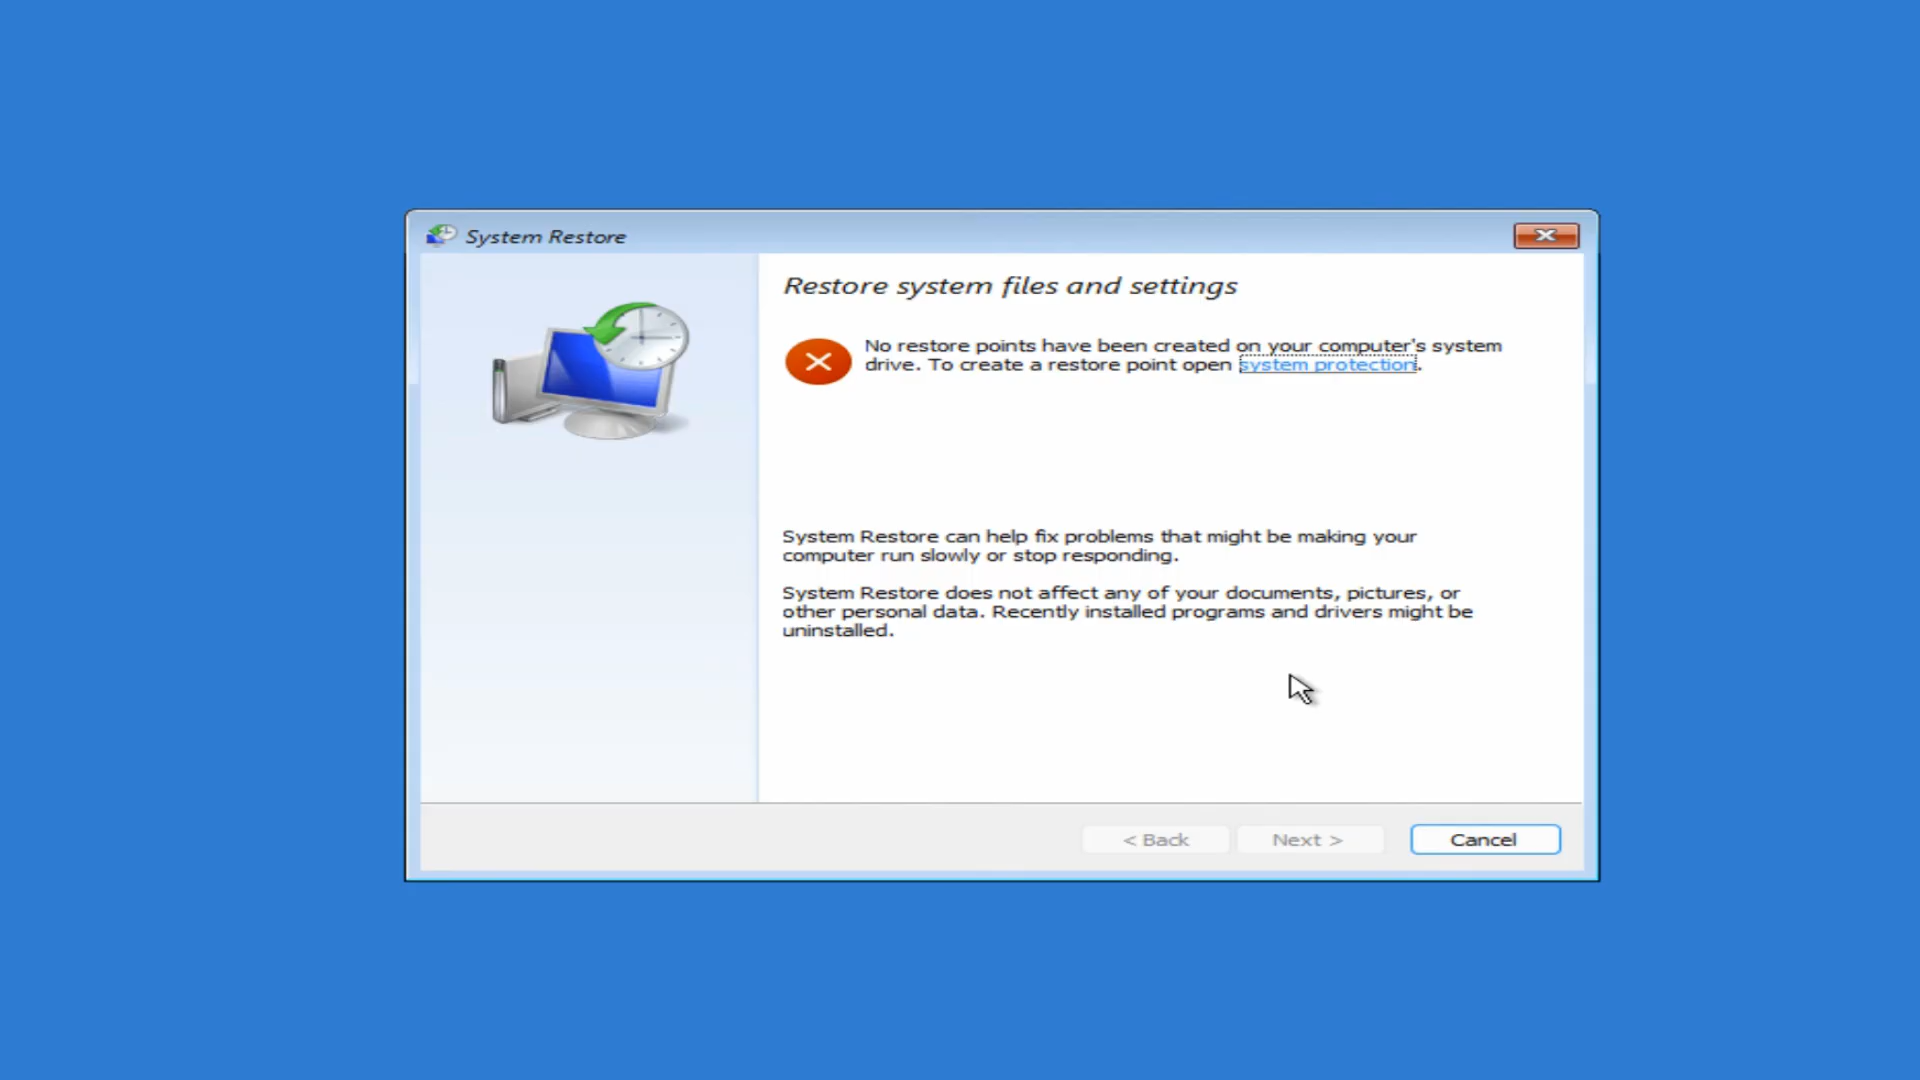 System Restore
Restore system files and settings
No restore points have been created on your computer's system
drive. To create a restore point open system protection.
System Restore can help fix problems that might be making your
computer run slowly or stop responding.
System Restore does not affect any of your documents, pictures, or
other personal data. Recently installed programs and drivers might be
uninstalled.
< Back Next > Cancel